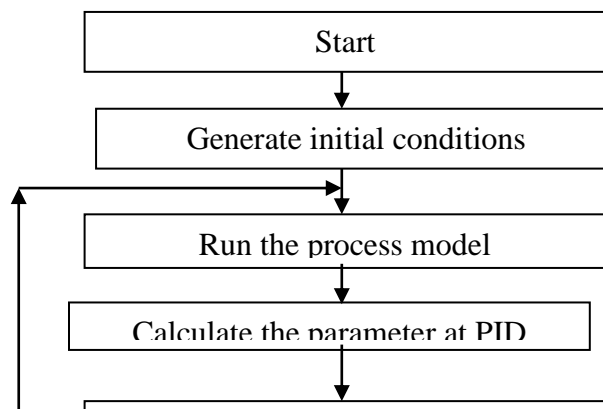 Start
Generate initial conditions
Run the process model
Calculate the parameter at PID